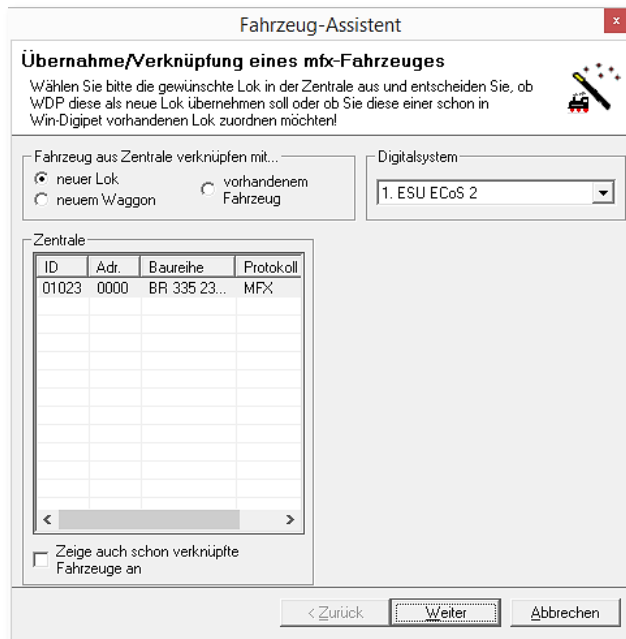 Fahrzeug-Assistent
x
Übernahme/Verknüpfung eines mfx-Fahrzeuges
Wählen Sie bitte die gewünschte Lok in der Zentrale aus und entscheiden Sie, ob
WDP diese als neue Lok übernehmen soll oder ob Sie diese einer schon in
Win-Digipet vorhandenen Lok zuordnen möchten!
Fahrzeug aus Zentrale verknüpfen mit...
neuer Lok
neuem Waggon
vorhandenem
Fahrzeug
Digitalsystem
1. ESU ECoS 2
Zentrale
ID Adr. Baureihe Protokoll
01023 0000 BR 335 23... MFX
Zeige auch schon verknüpfte
Fahrzeuge an
< Zurück Weiter Abbrechen